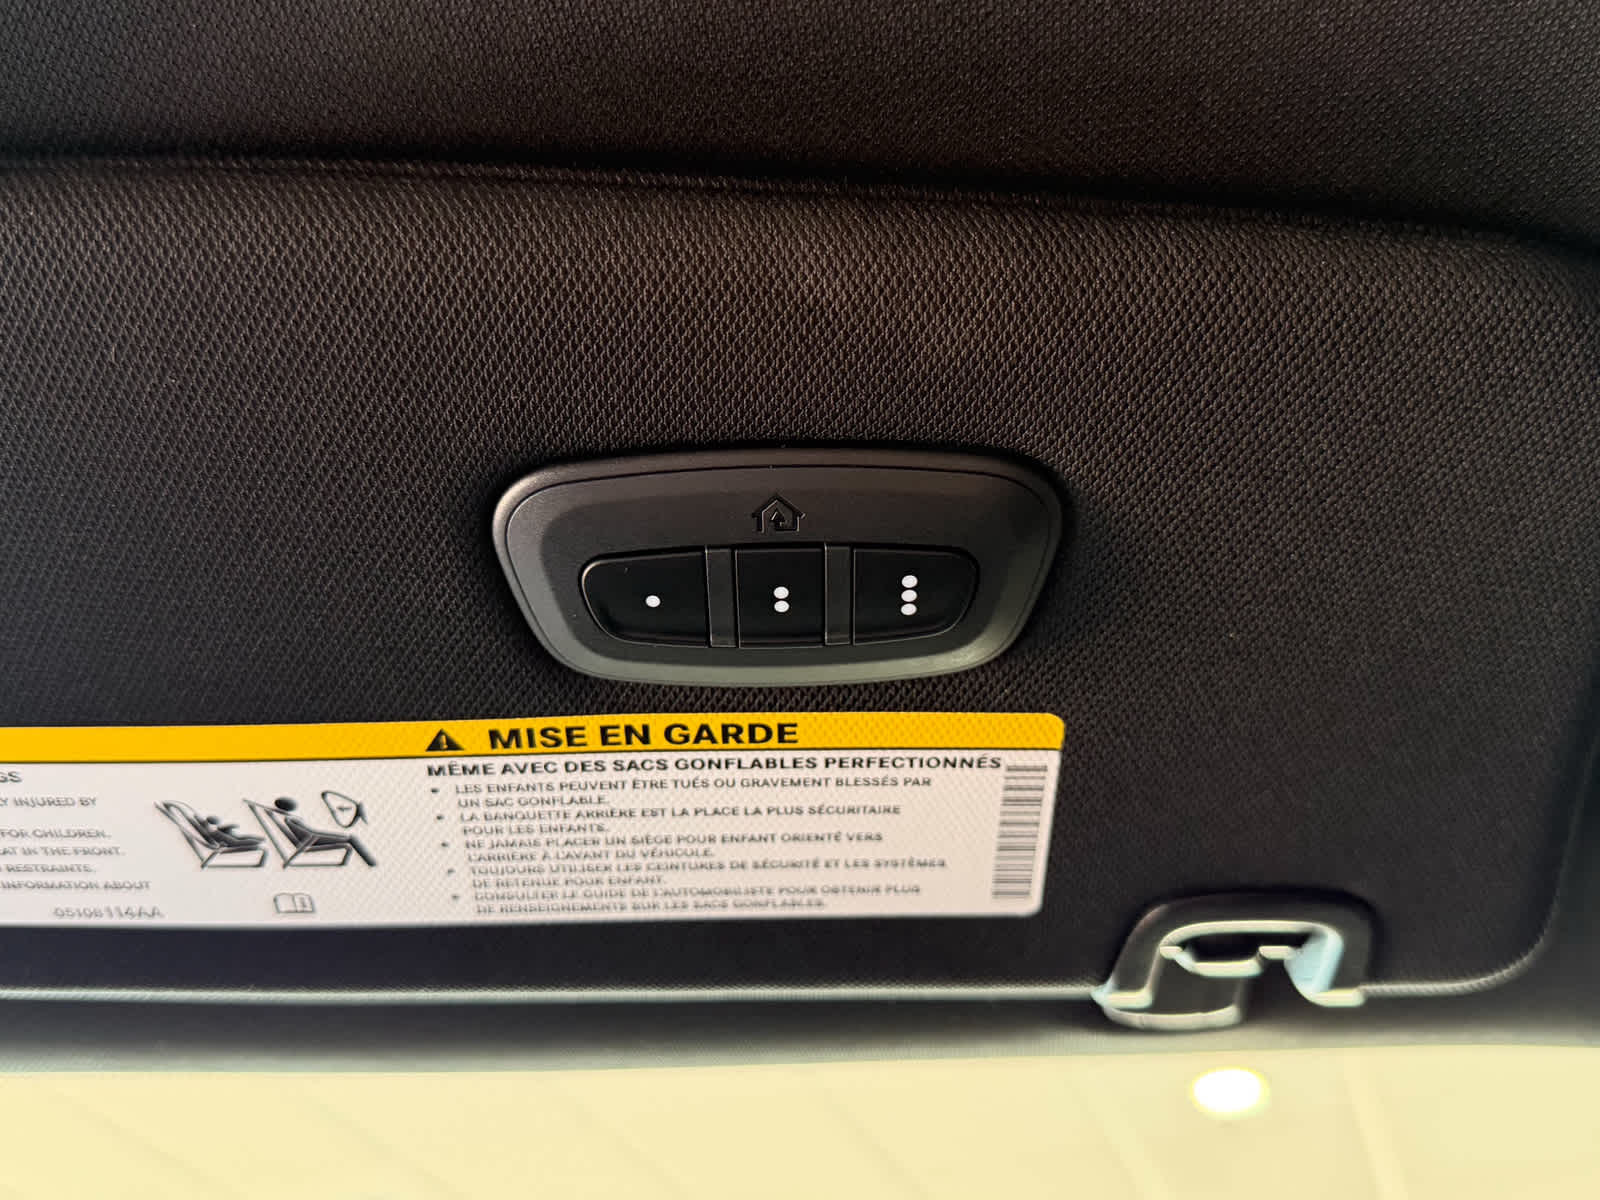 MISE EN GARDE
GS
MÊME AVEC DES SACS GONFLABLES PERFECTIONNÉS
Y INJURED BY
• LES ENFANTS PEUVENT ÊTRE TUÉS OU GRAVEMENT BLESSÉS PAR
UN SAC GONFLABLE.
• LA BANQUETTE ARRIÈRE EST LA PLACE LA PLUS SÉCURITAIRE
POUR LES ENFANTS.
FOR CHILDREN.
• NE JAMAIS PLACER UN SIÈGE POUR ENFANT ORIENTÉ VERS
L'ARRIÈRE À L'AVANT DU VÉHICULE.
AT IN THE FRONT.
RESTRAINTS.
• TOUJOURS UTILISER LES CEINTURES DE SÉCURITÉ ET LES SYSTÈMES
DE RETENUE POUR ENFANT.
INFORMATION ABOUT
• CONSULTER LE GUIDE DE L'AUTOMOBILISTE POUR OBTENIR PLUS
DE RENSEIGNEMENTS SUR LES SACS GONFLABLES.
05108114AA